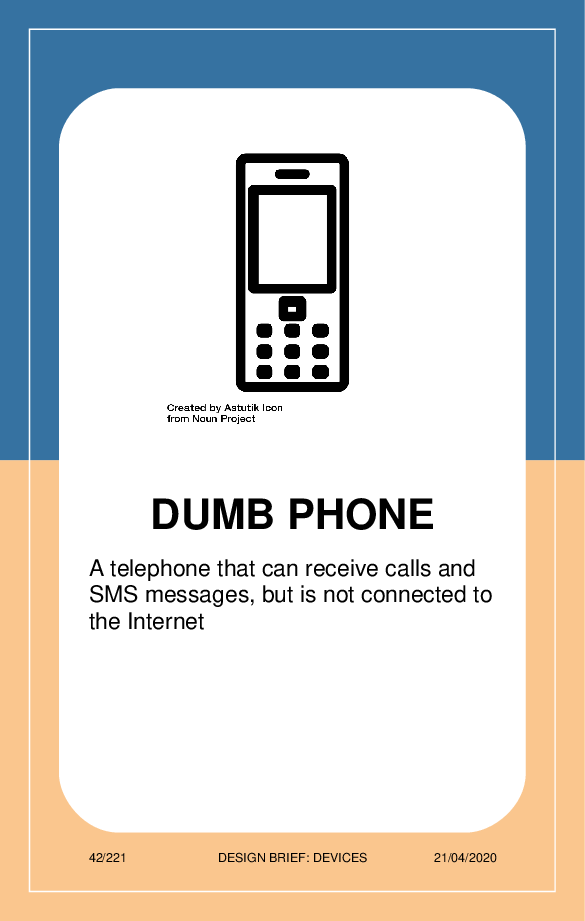 Created by Astutik Icon
from Noun Project
DUMB PHONE
A telephone that can receive calls and
SMS messages, but is not connected to
the Internet
42/221 DESIGN BRIEF: DEVICES 21/04/2020